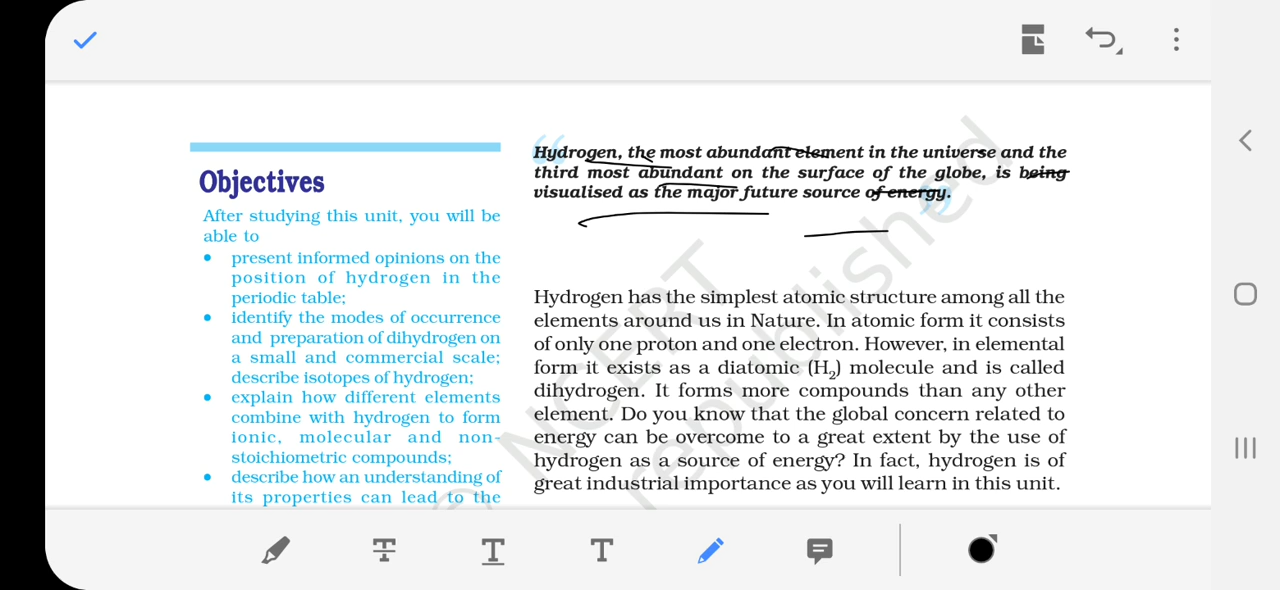 Objectives
After studying this unit, you will be
able to
• present informed opinions on the
position of hydrogen in the
periodic table;
• identify the modes of occurrence
and preparation of dihydrogen on
a small and commercial scale;
describe isotopes of hydrogen;
• explain how different elements
combine with hydrogen to form
ionic, molecular and non-
stoichiometric compounds;
• describe how an understanding of
its properties can lead to the
“Hydrogen, the most abundant element in the universe and the
third most abundant on the surface of the globe, is being
visualised as the major future source of energy.”
Hydrogen has the simplest atomic structure among all the
elements around us in Nature. In atomic form it consists
of only one proton and one electron. However, in elemental
form it exists as a diatomic (H₂) molecule and is called
dihydrogen. It forms more compounds than any other
element. Do you know that the global concern related to
energy can be overcome to a great extent by the use of
hydrogen as a source of energy? In fact, hydrogen is of
great industrial importance as you will learn in this unit.
© NCERT
republished